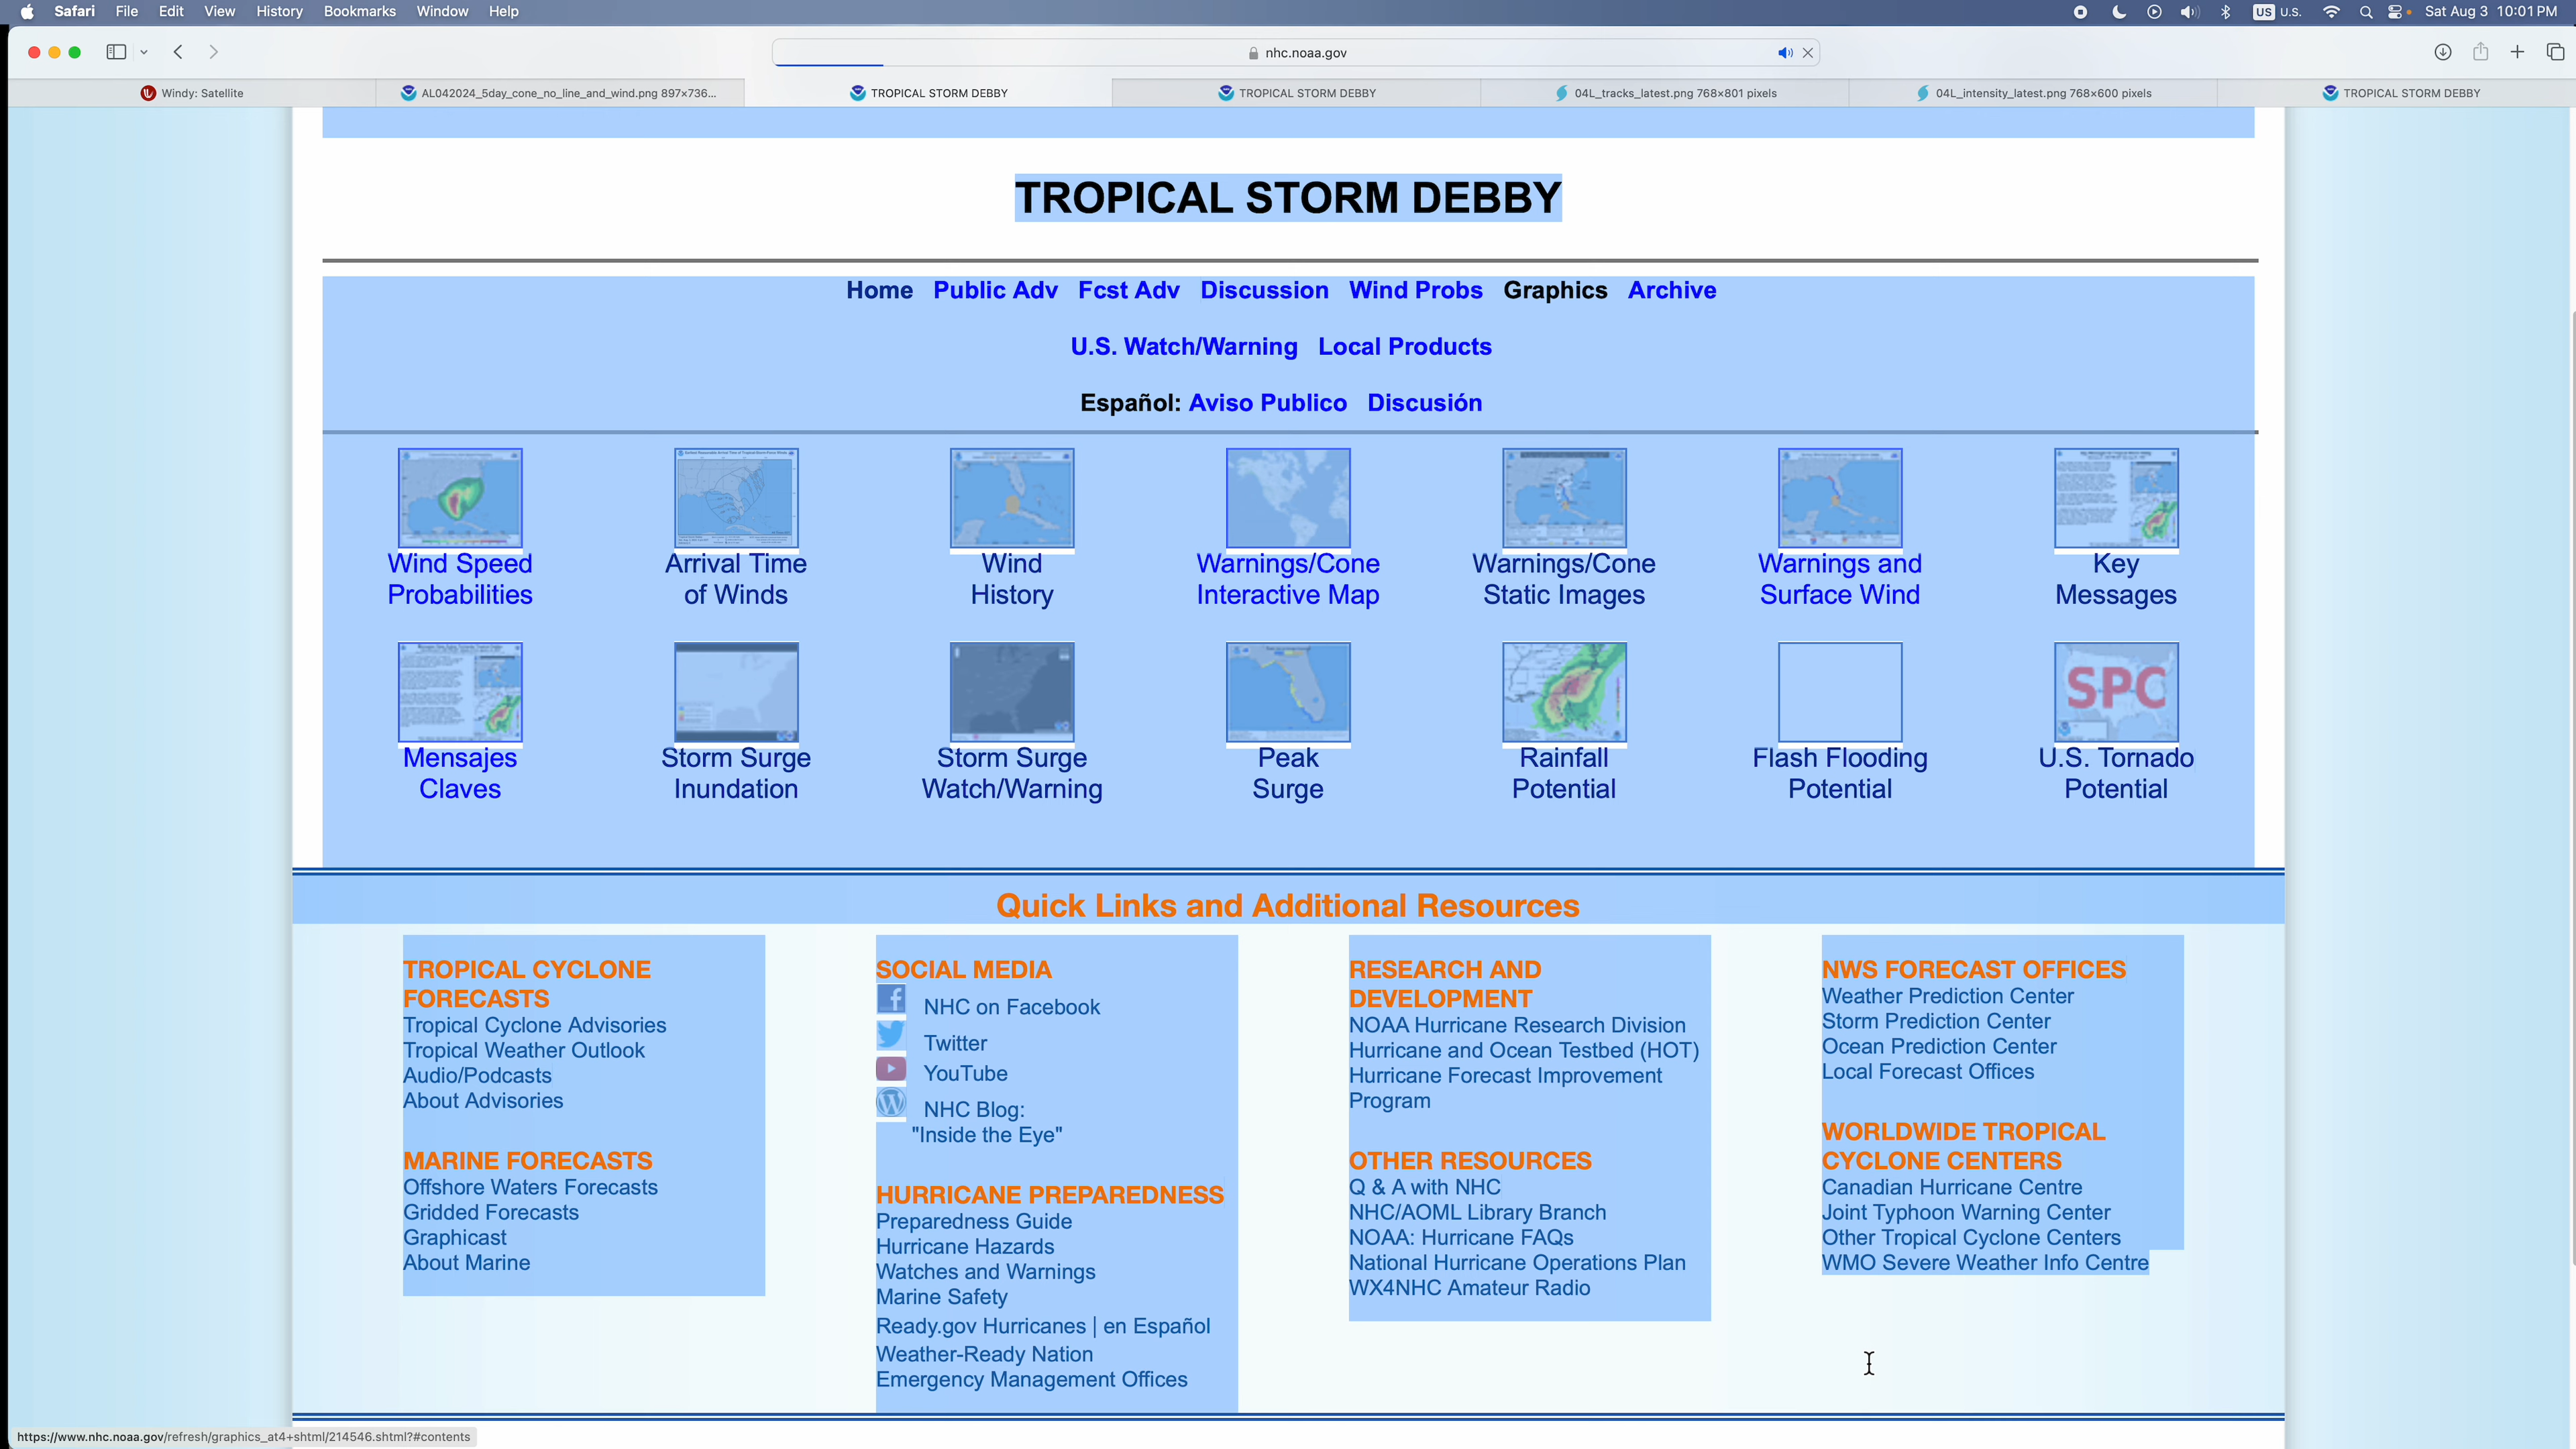 Safari File Edit View History Bookmarks Window Help US U.S. Sat Aug 3 10:01 PM
nhc.noaa.gov
Windy: Satellite
AL042024_5day_cone_no_line_and_wind.png 897×736...
TROPICAL STORM DEBBY
TROPICAL STORM DEBBY
04L_tracks_latest.png 768×801 pixels
04L_intensity_latest.png 768×600 pixels
TROPICAL STORM DEBBY
TROPICAL STORM DEBBY
Home Public Adv Fcst Adv Discussion Wind Probs Graphics Archive
U.S. Watch/Warning Local Products
Español: Aviso Publico Discusión
Wind Speed
Probabilities
Arrival Time
of Winds
Wind
History
Warnings/Cone
Interactive Map
Warnings/Cone
Static Images
Warnings and
Surface Wind
Key
Messages
Mensajes
Claves
Storm Surge
Inundation
Storm Surge
Watch/Warning
Peak
Surge
Rainfall
Potential
Flash Flooding
Potential
SPC
U.S. Tornado
Potential
Quick Links and Additional Resources
TROPICAL CYCLONE
FORECASTS
Tropical Cyclone Advisories
Tropical Weather Outlook
Audio/Podcasts
About Advisories
MARINE FORECASTS
Offshore Waters Forecasts
Gridded Forecasts
Graphicast
About Marine
SOCIAL MEDIA
NHC on Facebook
Twitter
YouTube
NHC Blog:
"Inside the Eye"
HURRICANE PREPAREDNESS
Preparedness Guide
Hurricane Hazards
Watches and Warnings
Marine Safety
Ready.gov Hurricanes | en Español
Weather-Ready Nation
Emergency Management Offices
RESEARCH AND
DEVELOPMENT
NOAA Hurricane Research Division
Hurricane and Ocean Testbed (HOT)
Hurricane Forecast Improvement
Program
OTHER RESOURCES
Q & A with NHC
NHC/AOML Library Branch
NOAA: Hurricane FAQs
National Hurricane Operations Plan
WX4NHC Amateur Radio
NWS FORECAST OFFICES
Weather Prediction Center
Storm Prediction Center
Ocean Prediction Center
Local Forecast Offices
WORLDWIDE TROPICAL
CYCLONE CENTERS
Canadian Hurricane Centre
Joint Typhoon Warning Center
Other Tropical Cyclone Centers
WMO Severe Weather Info Centre
https://www.nhc.noaa.gov/refresh/graphics_at4+shtml/214546.shtml?#contents